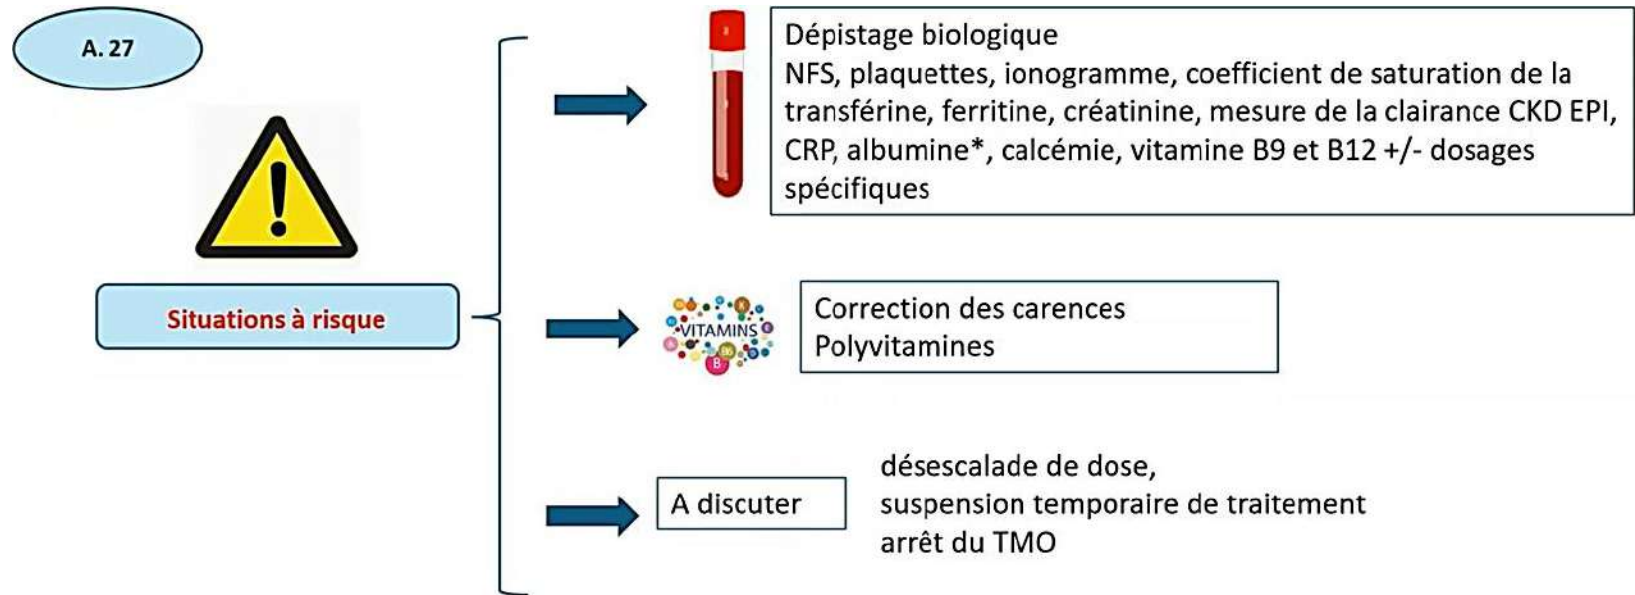 A. 27
Dépistage biologique
NFS, plaquettes, ionogramme, coefficient de saturation de la
transférine, ferritine, créatinine, mesure de la clairance CKD EPI,
CRP, albumine*, calcémie, vitamine B9 et B12 +/- dosages
spécifiques
Situations à risque
VITAMINS
B6
B
Correction des carences
Polyvitamines
A discuter
désescalade de dose,
suspension temporaire de traitement
arrêt du TMO